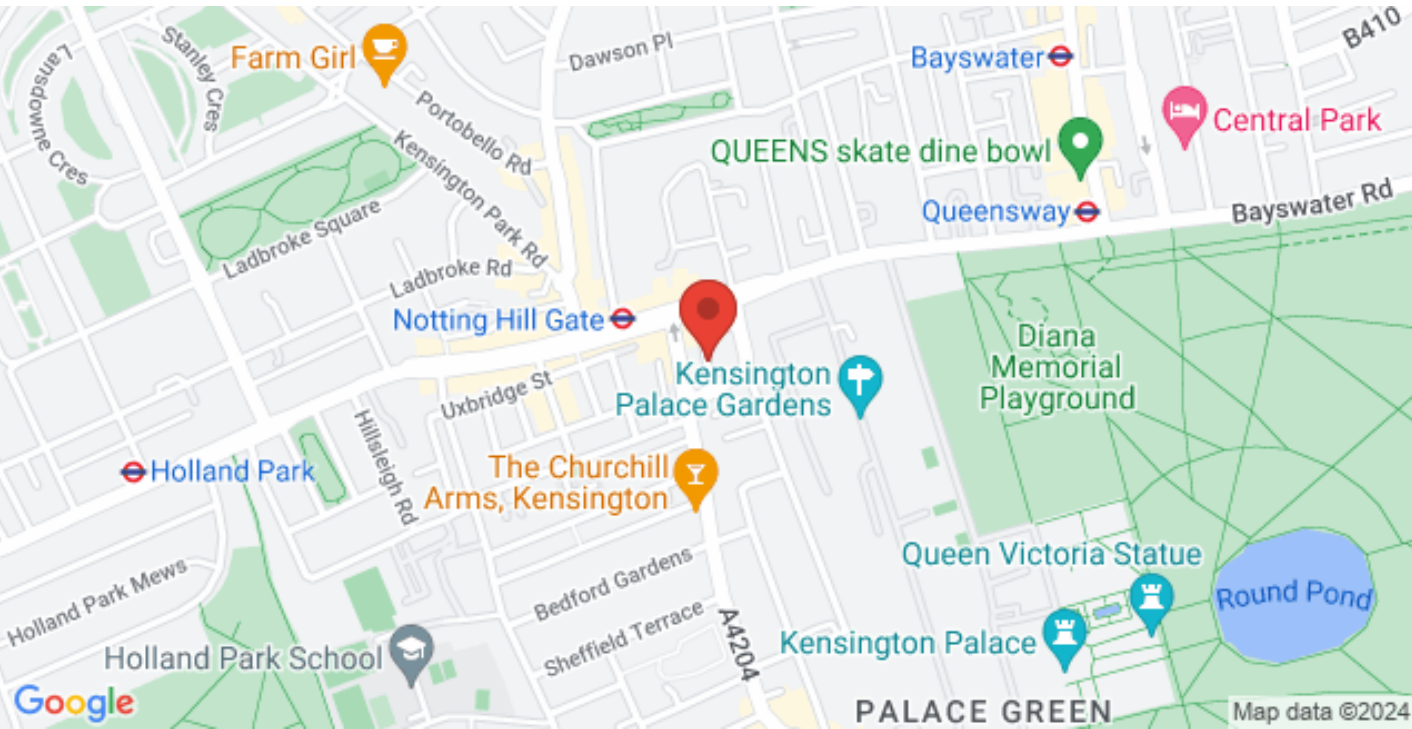 Lansdowne Cres
Stanley Cres
Farm Girl
Dawson Pl
Bayswater
B410
Portobello Rd
Central Park
Kensington Park Rd
QUEENS skate dine bowl
Ladbroke Square
Queensway
Bayswater Rd
Ladbroke Rd
Notting Hill Gate
Diana
Memorial
Playground
Kensington
Palace Gardens
Uxbridge St
Hillsleigh Rd
Holland Park
The Churchill
Arms, Kensington
Queen Victoria Statue
Bedford Gardens
Round Pond
Holland Park Mews
Sheffield Terrace
A4204
Kensington Palace
Holland Park School
Google
PALACE GREEN
Map data ©2024